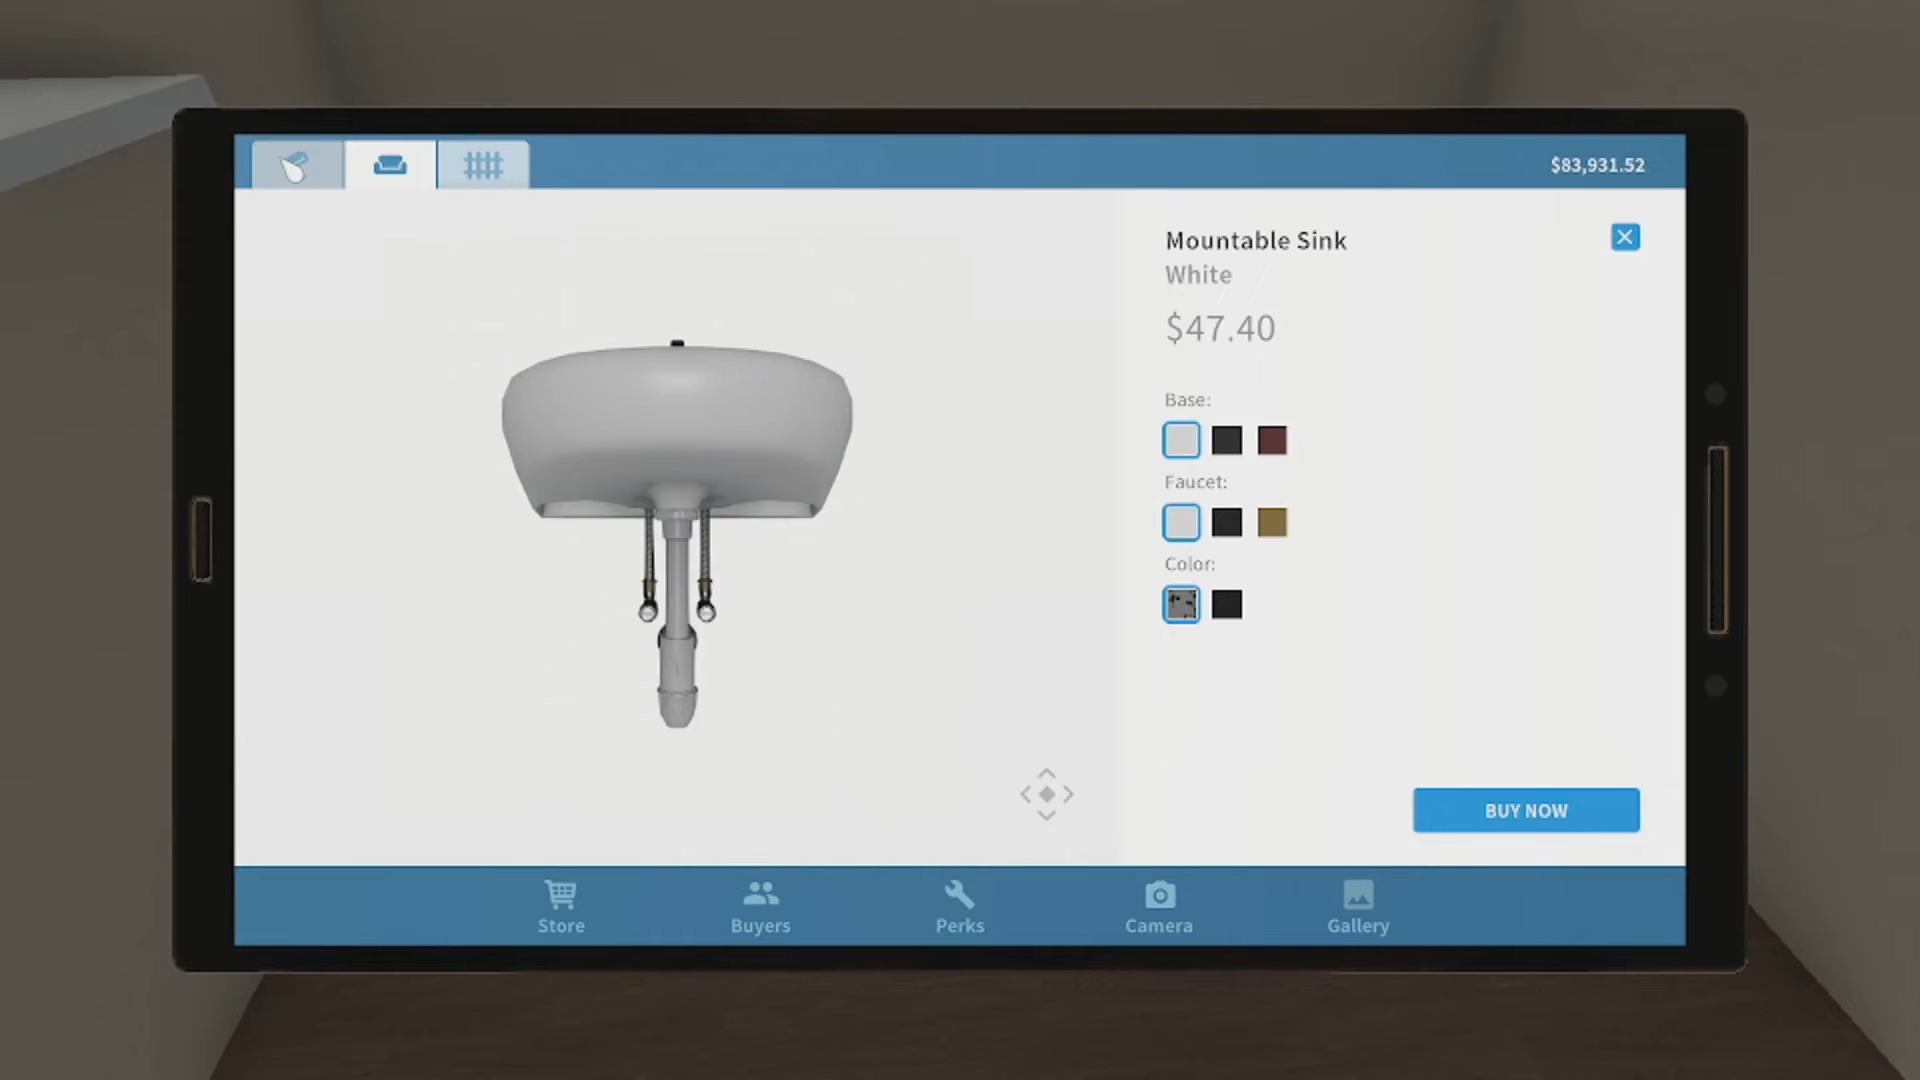 $83,931.52
Mountable Sink
White
$47.40
Base:
Faucet:
Color:
BUY NOW
Store
Buyers
Perks
Camera
Gallery